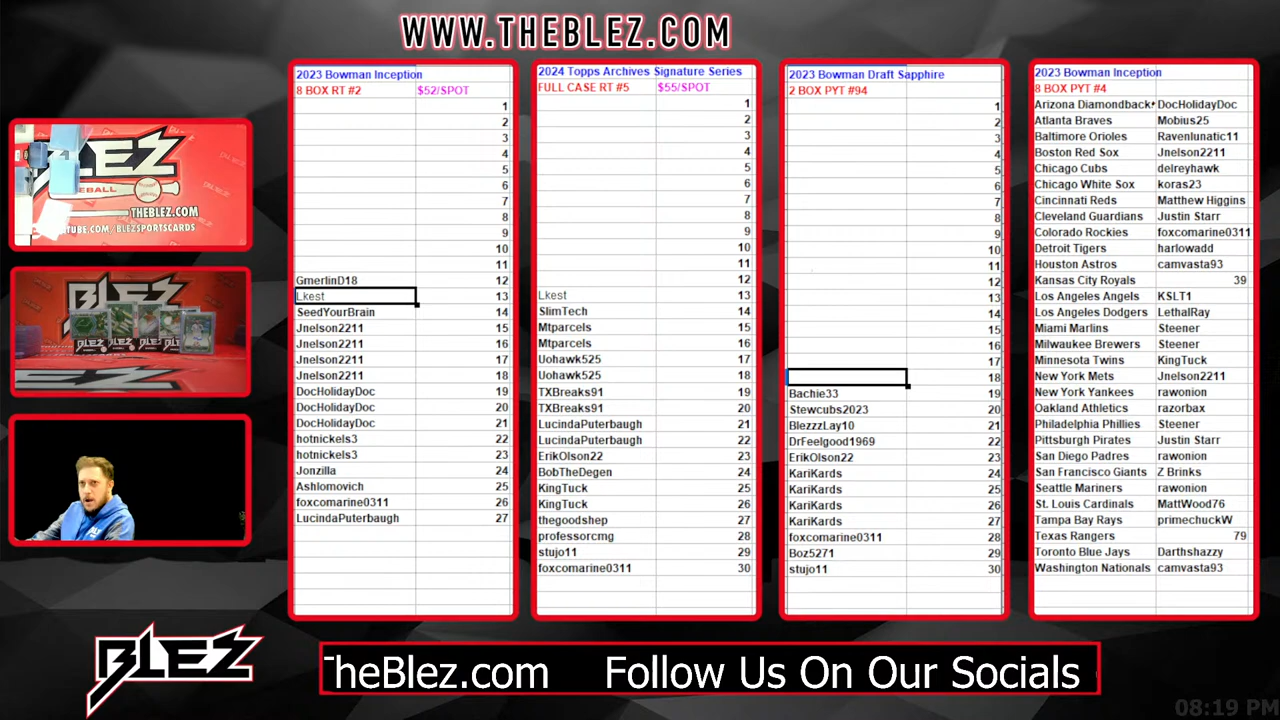 WWW.THEBLEZ.COM
BLEZ
BASEBALL
THEBLEZ.COM
YOUTUBE.COM/BLEZSPORTSCARDS
2023 Bowman Inception
8 BOX RT #2 $52/SPOT
1
2
3
4
5
6
7
8
9
10
11
GmerlinD18 12
Lkest 13
SeedYourBrain 14
Jnelson2211 15
Jnelson2211 16
Jnelson2211 17
Jnelson2211 18
DocHolidayDoc 19
DocHolidayDoc 20
DocHolidayDoc 21
hotnickels3 22
hotnickels3 23
Jonzilla 24
Ashlomovich 25
foxcomarine0311 26
LucindaPuterbaugh 27
2024 Topps Archives Signature Series
FULL CASE RT #5 $55/SPOT
1
2
3
4
5
6
7
8
9
10
11
12
Lkest 13
SlimTech 14
Mtparcels 15
Mtparcels 16
Uohawk525 17
Uohawk525 18
TXBreaks91 19
TXBreaks91 20
LucindaPuterbaugh 21
LucindaPuterbaugh 22
ErikOlson22 23
BobTheDegen 24
KingTuck 25
KingTuck 26
thegoodshep 27
professorcmg 28
stujo11 29
foxcomarine0311 30
2023 Bowman Draft Sapphire
2 BOX PYT #94
1
2
3
4
5
6
7
8
9
10
11
12
13
14
15
16
17
18
Bachie33 19
Stewcubs2023 20
BlezzzLay10 21
DrFeelgood1969 22
ErikOlson22 23
KariKards 24
KariKards 25
KariKards 26
KariKards 27
foxcomarine0311 28
Boz5271 29
stujo11 30
2023 Bowman Inception
8 BOX PYT #4
Arizona Diamondback DocHolidayDoc
Atlanta Braves Mobius25
Baltimore Orioles Ravenlunatic11
Boston Red Sox Jnelson2211
Chicago Cubs delreyhawk
Chicago White Sox koras23
Cincinnati Reds Matthew Higgins
Cleveland Guardians Justin Starr
Colorado Rockies foxcomarine0311
Detroit Tigers harlowadd
Houston Astros camvasta93
Kansas City Royals 39
Los Angeles Angels KSLT1
Los Angeles Dodgers LethalRay
Miami Marlins Steener
Milwaukee Brewers Steener
Minnesota Twins KingTuck
New York Mets Jnelson2211
New York Yankees rawonion
Oakland Athletics razorbax
Philadelphia Phillies Steener
Pittsburgh Pirates Justin Starr
San Diego Padres rawonion
San Francisco Giants Z Brinks
Seattle Mariners rawonion
St. Louis Cardinals MattWood76
Tampa Bay Rays primechuckW
Texas Rangers 79
Toronto Blue Jays Darthshazzy
Washington Nationals camvasta93
BLEZ
TheBlez.com Follow Us On Our Socials
08:19 PM